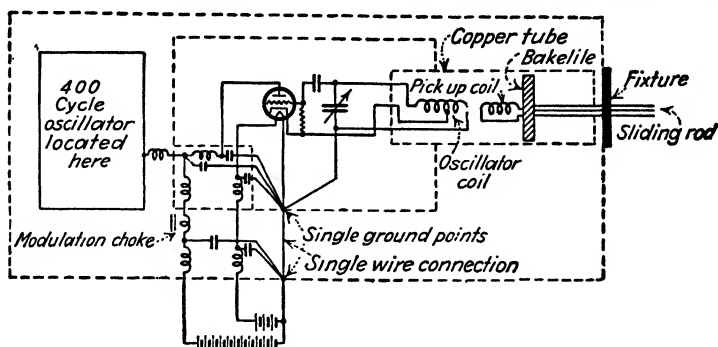 400
Cycle
oscillator
located
here
Copper tube
Bakelile
Pick up coil
Fixture
Sliding rod
Oscillator
coil
Modulation choke
Single ground points
Single wire connection